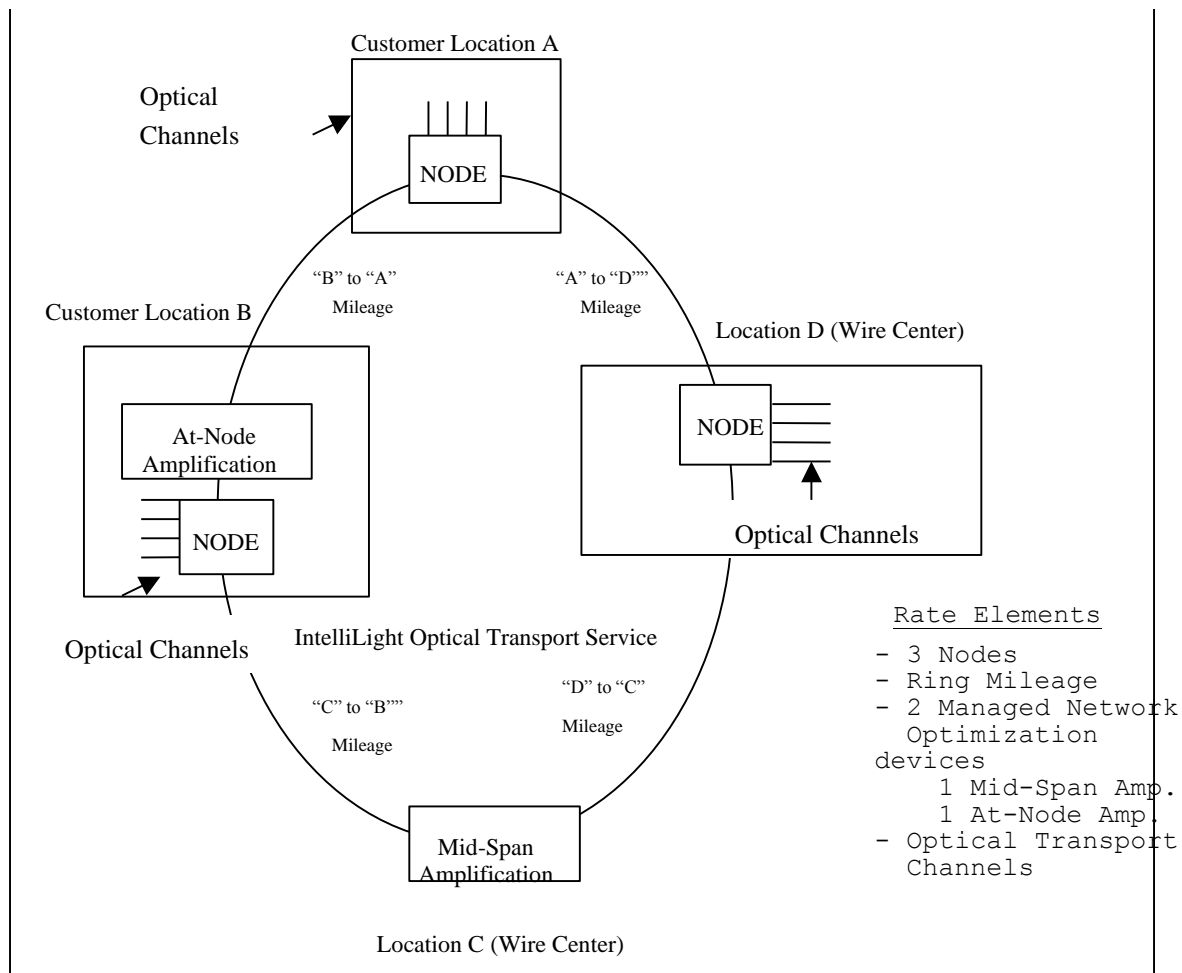 Customer Location A
Optical
Channels
NODE
“B” to “A”
Mileage
“A” to “D””
Mileage
Customer Location B
Location D (Wire Center)
At-Node
Amplification
NODE
NODE
Optical Channels
Optical Channels
IntelliLight Optical Transport Service
“C” to “B””
Mileage
“D” to “C”
Mileage
Rate Elements
- 3 Nodes
- Ring Mileage
- 2 Managed Network
Optimization
devices
1 Mid-Span Amp.
1 At-Node Amp.
- Optical Transport
Channels
Mid-Span
Amplification
Location C (Wire Center)